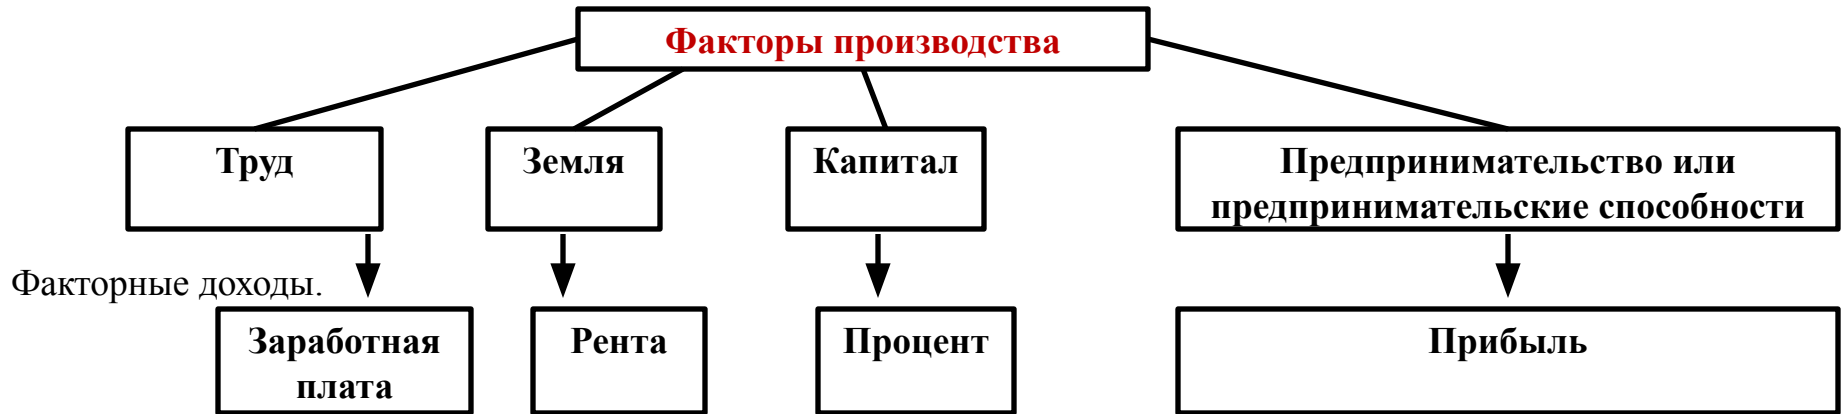 Факторы производства
Труд
Земля
Капитал
Предпринимательство или
предпринимательские способности
Факторные доходы.
Заработная
плата
Рента
Процент
Прибыль